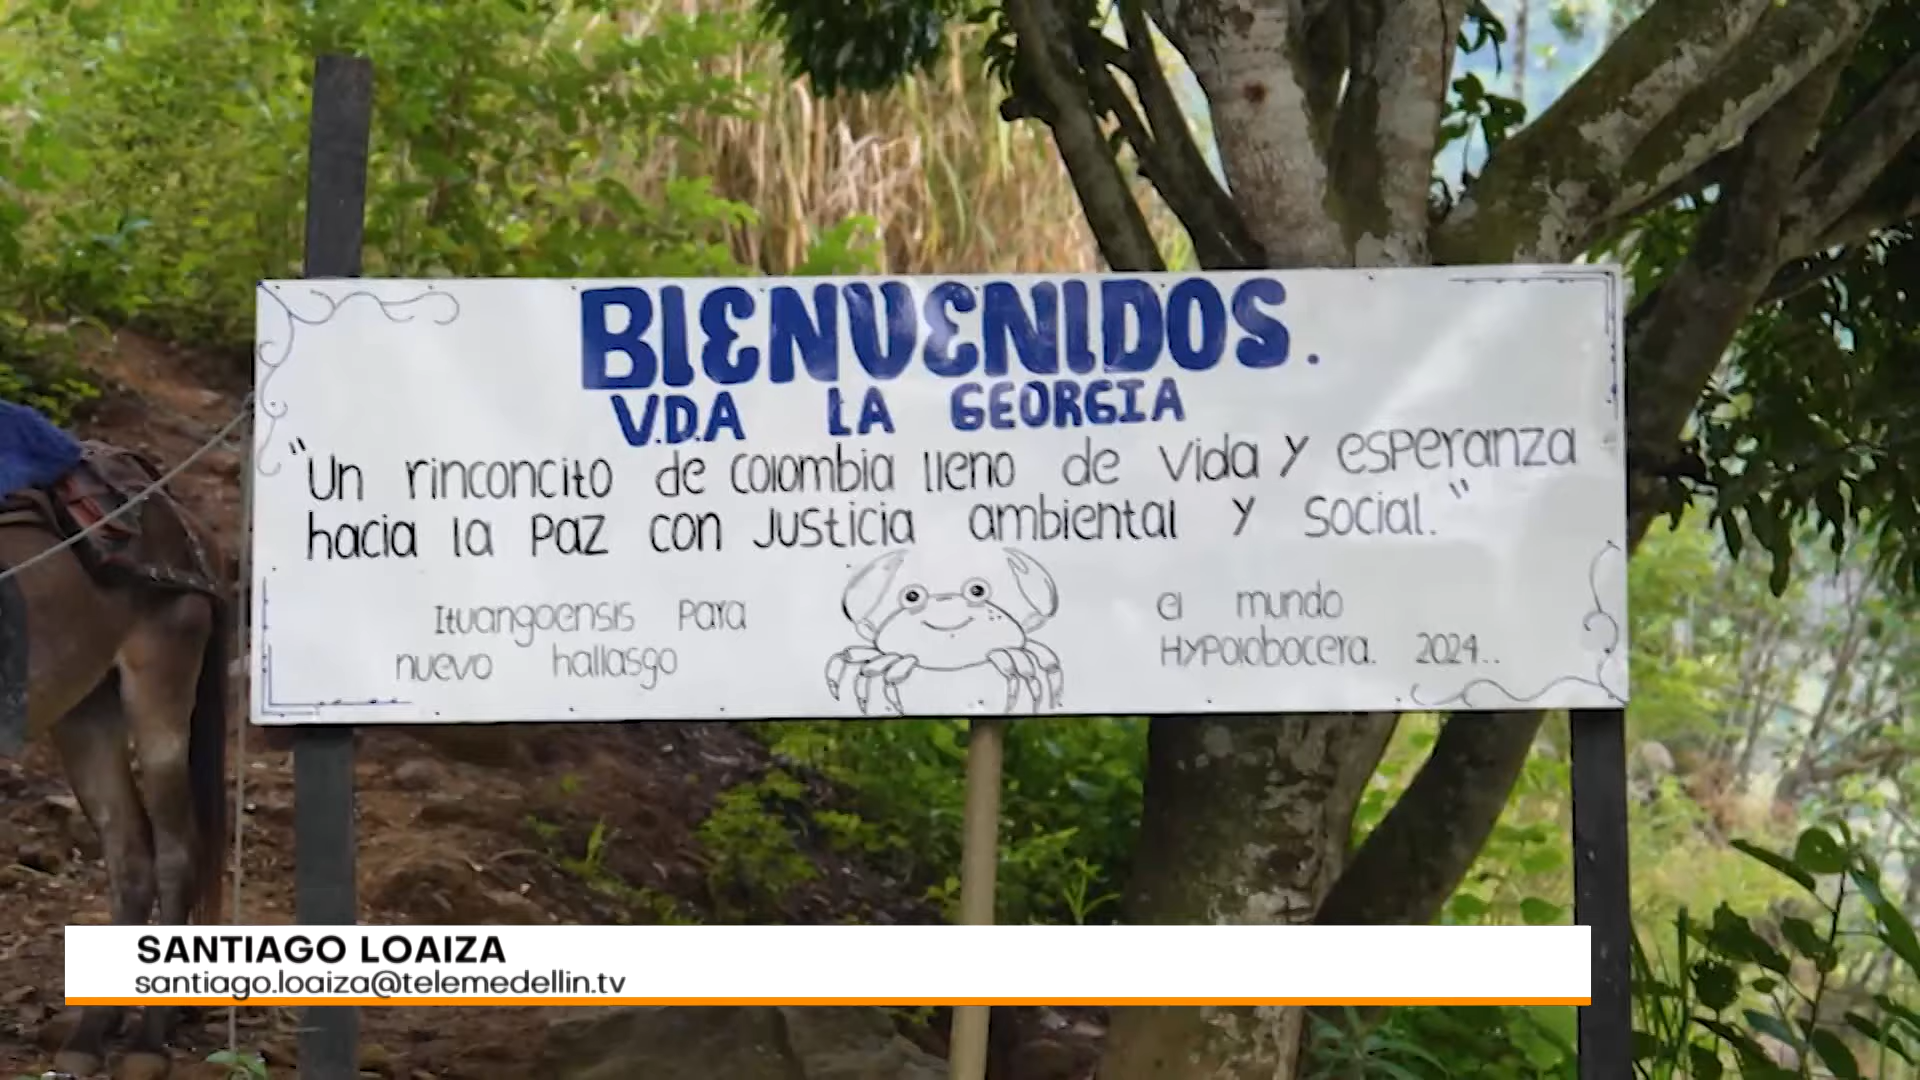 BIENVENIDOS.
V.D.A LA GEORGIA
"Un rinconcito de colombia lleno de vida y esperanza
hacia la paz con justicia ambiental y social."
Ituangoensis para
nuevo hallasgo
el mundo
Hypolobocera. 2024..
SANTIAGO LOAIZA
santiago.loaiza@telemedellin.tv